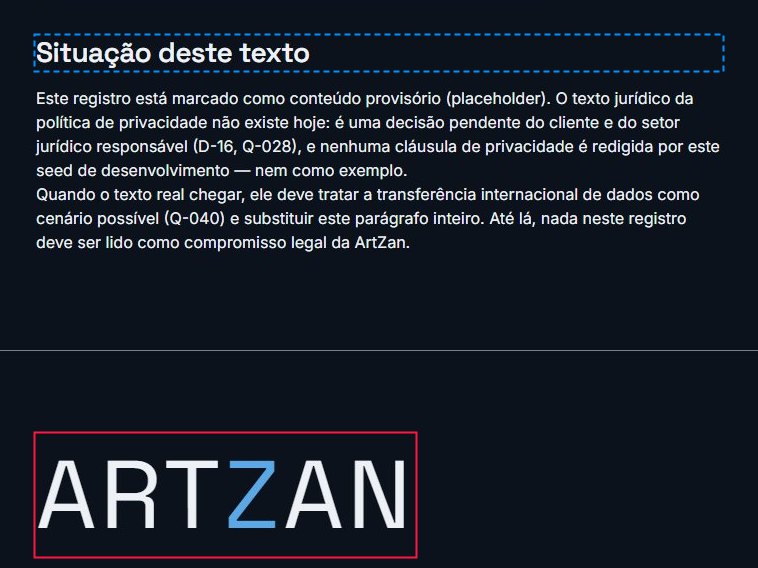 Situação deste texto
Este registro está marcado como conteúdo provisório (placeholder). O texto jurídico da
política de privacidade não existe hoje: é uma decisão pendente do cliente e do setor
jurídico responsável (D-16, Q-028), e nenhuma cláusula de privacidade é redigida por este
seed de desenvolvimento — nem como exemplo.
Quando o texto real chegar, ele deve tratar a transferência internacional de dados como
cenário possível (Q-040) e substituir este parágrafo inteiro. Até lá, nada neste registro
deve ser lido como compromisso legal da ArtZan.
ARTZAN